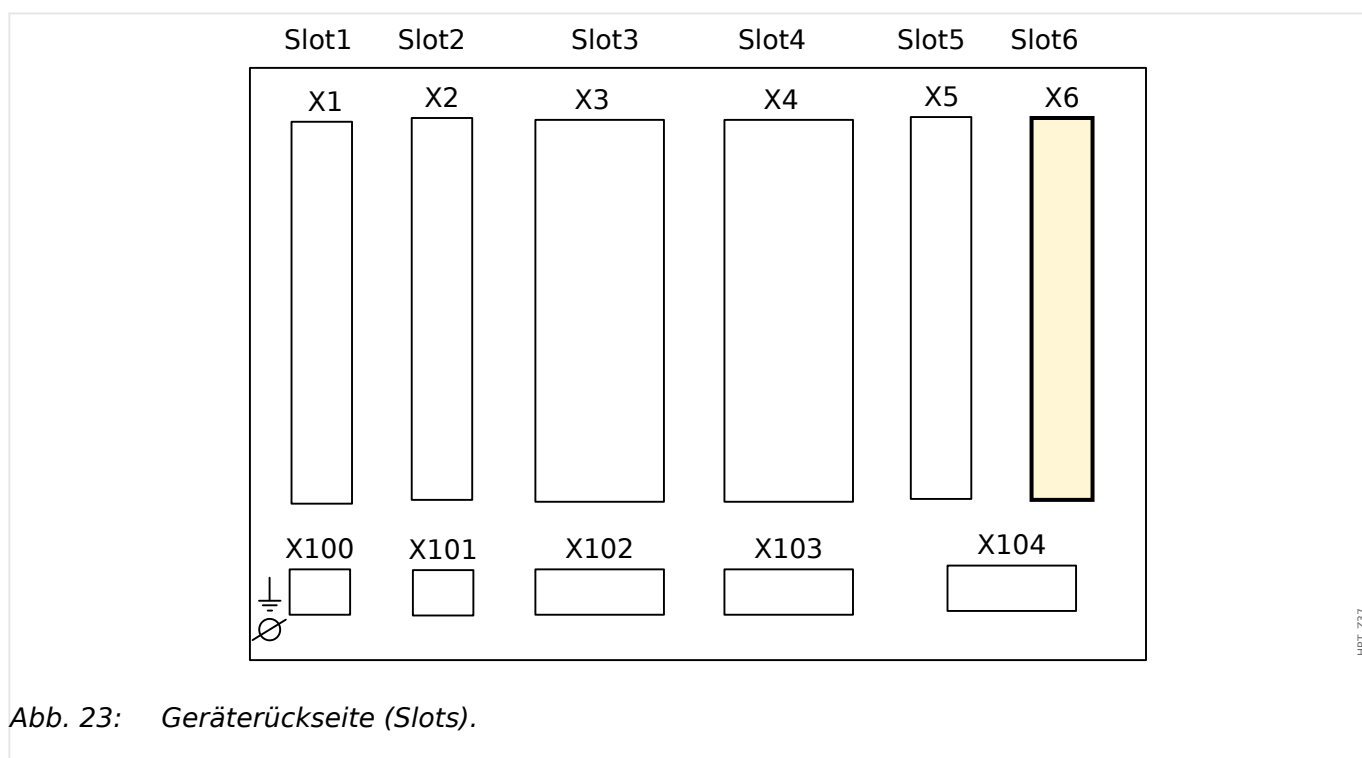 Slot1 Slot2 Slot3 Slot4 Slot5 Slot6
X1 X2 X3 X4 X5 X6
X100 X101 X102 X103 X104
Abb. 23: Geräterückseite (Slots).